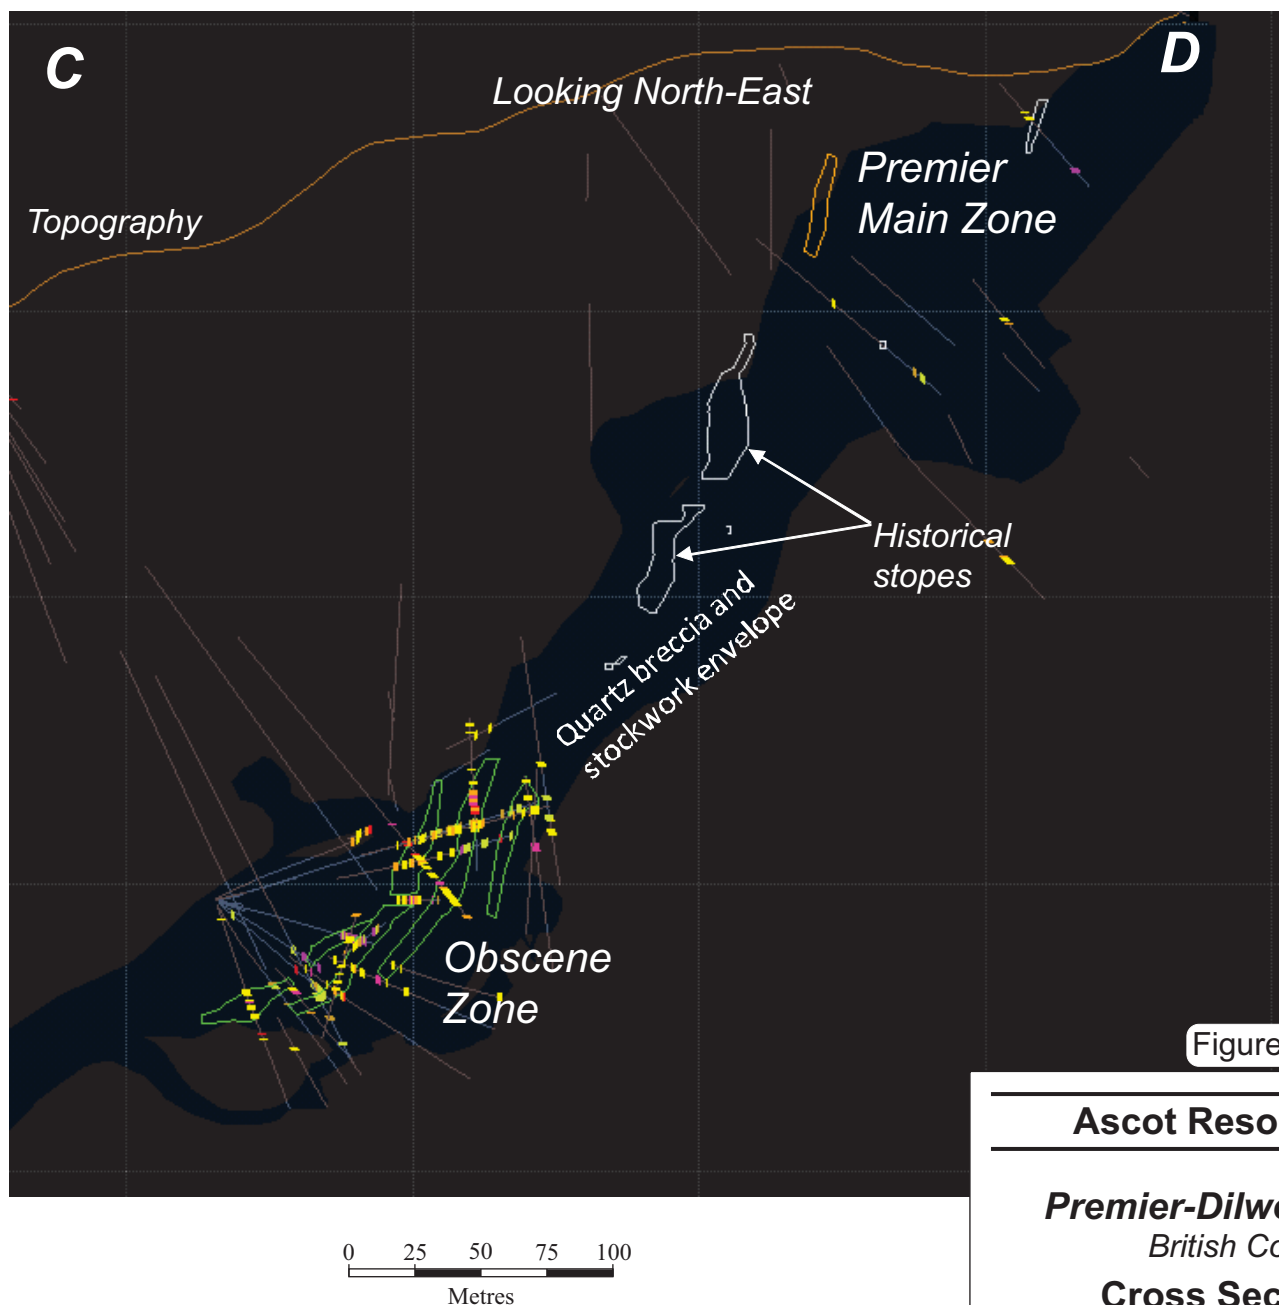 C
D
Looking North-East
Premier
Main Zone
Topography
Historical
stopes
Quartz breccia and
stockwork envelope
Obscene
Zone
Figure
Ascot Reso
Premier-Dilw
British Co
Cross Sec
0 25 50 75 100
Metres